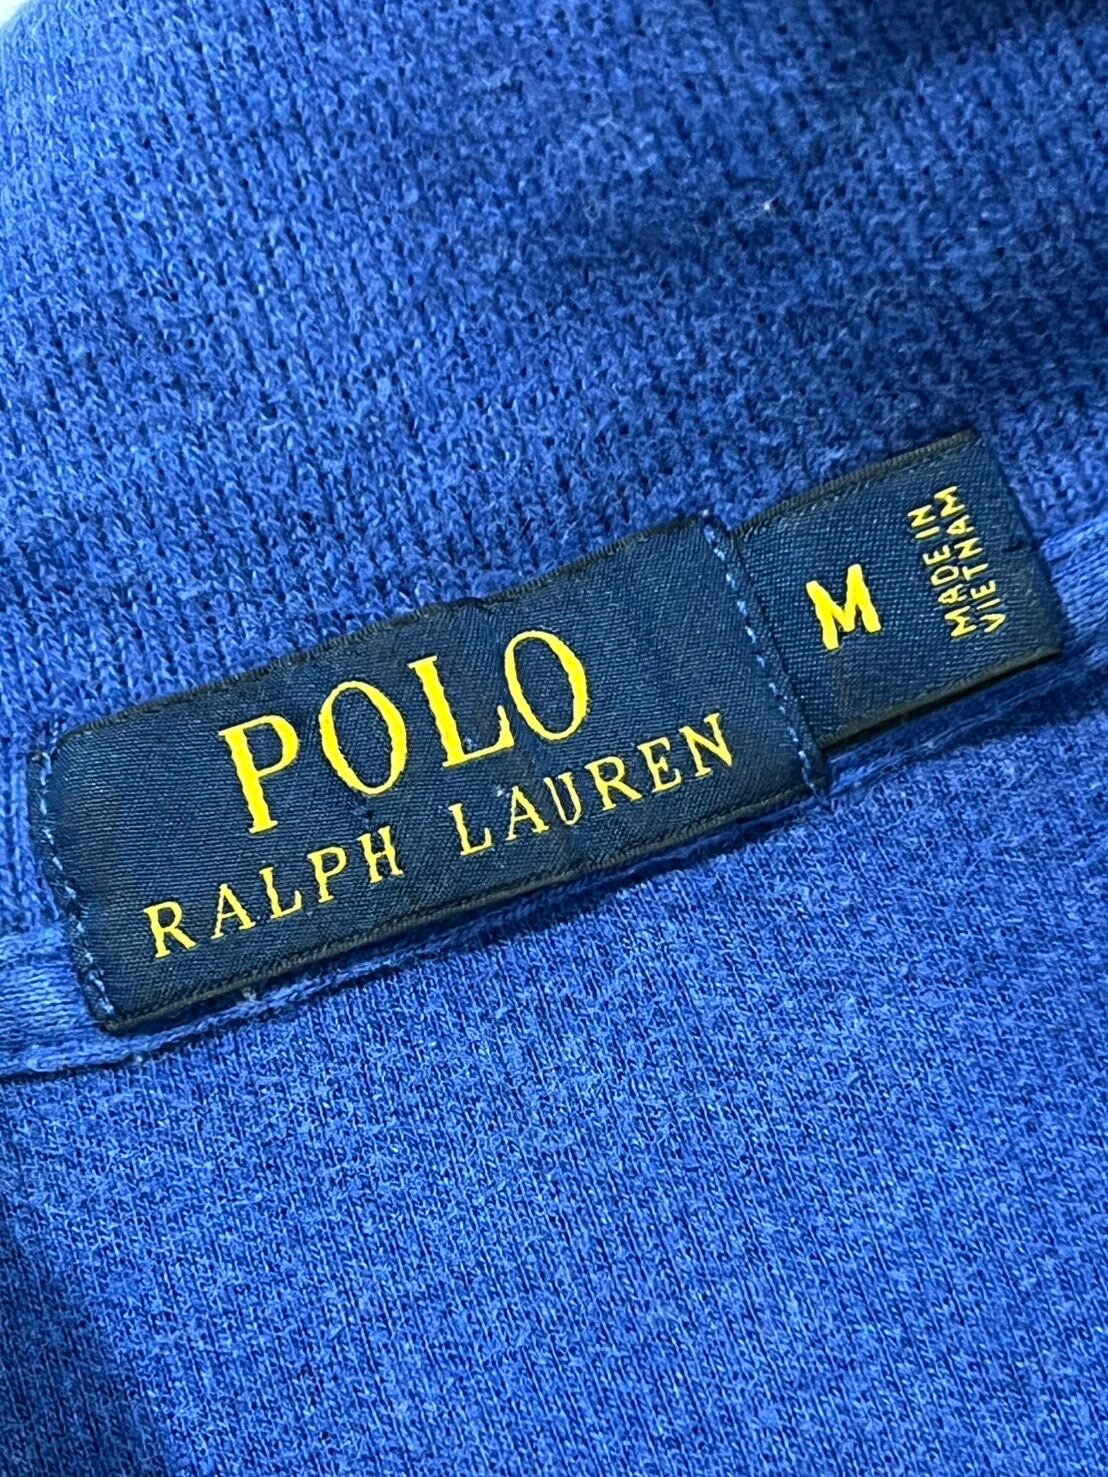 POLO
RALPH LAUREN
M
MADE IN
VIETNAM